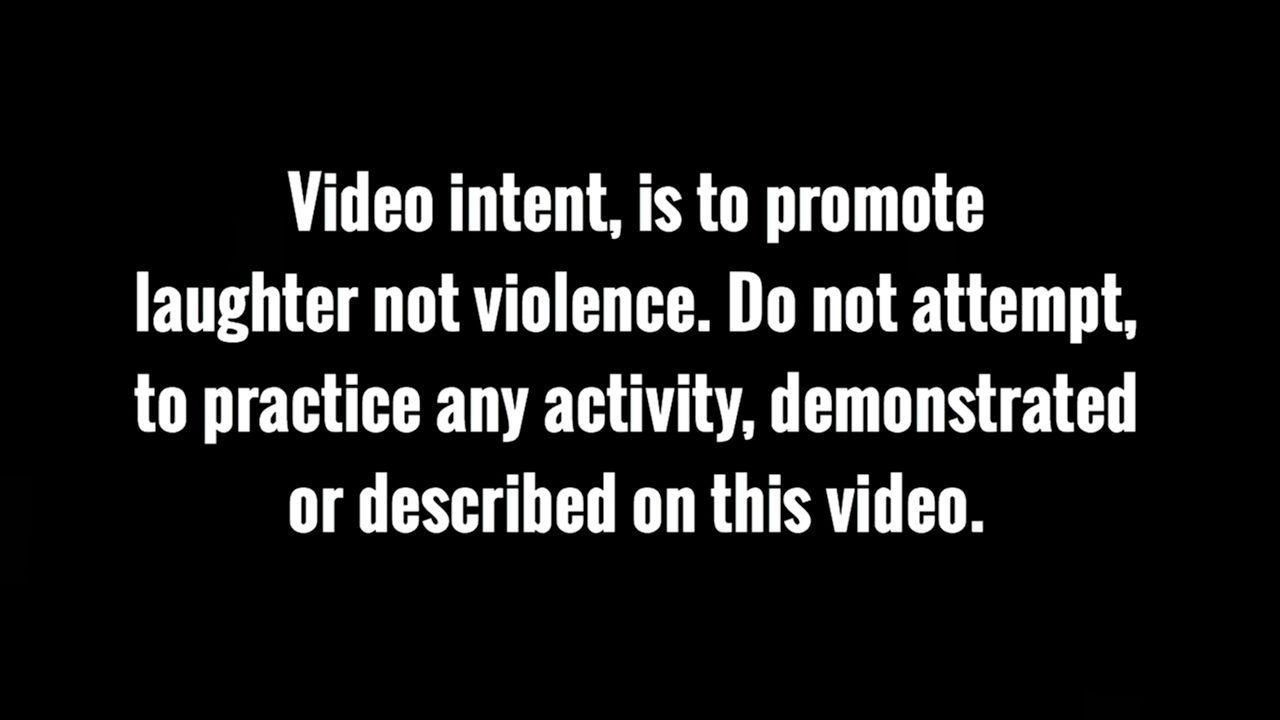 Video intent, is to promote
laughter not violence. Do not attempt,
to practice any activity, demonstrated
or described on this video.